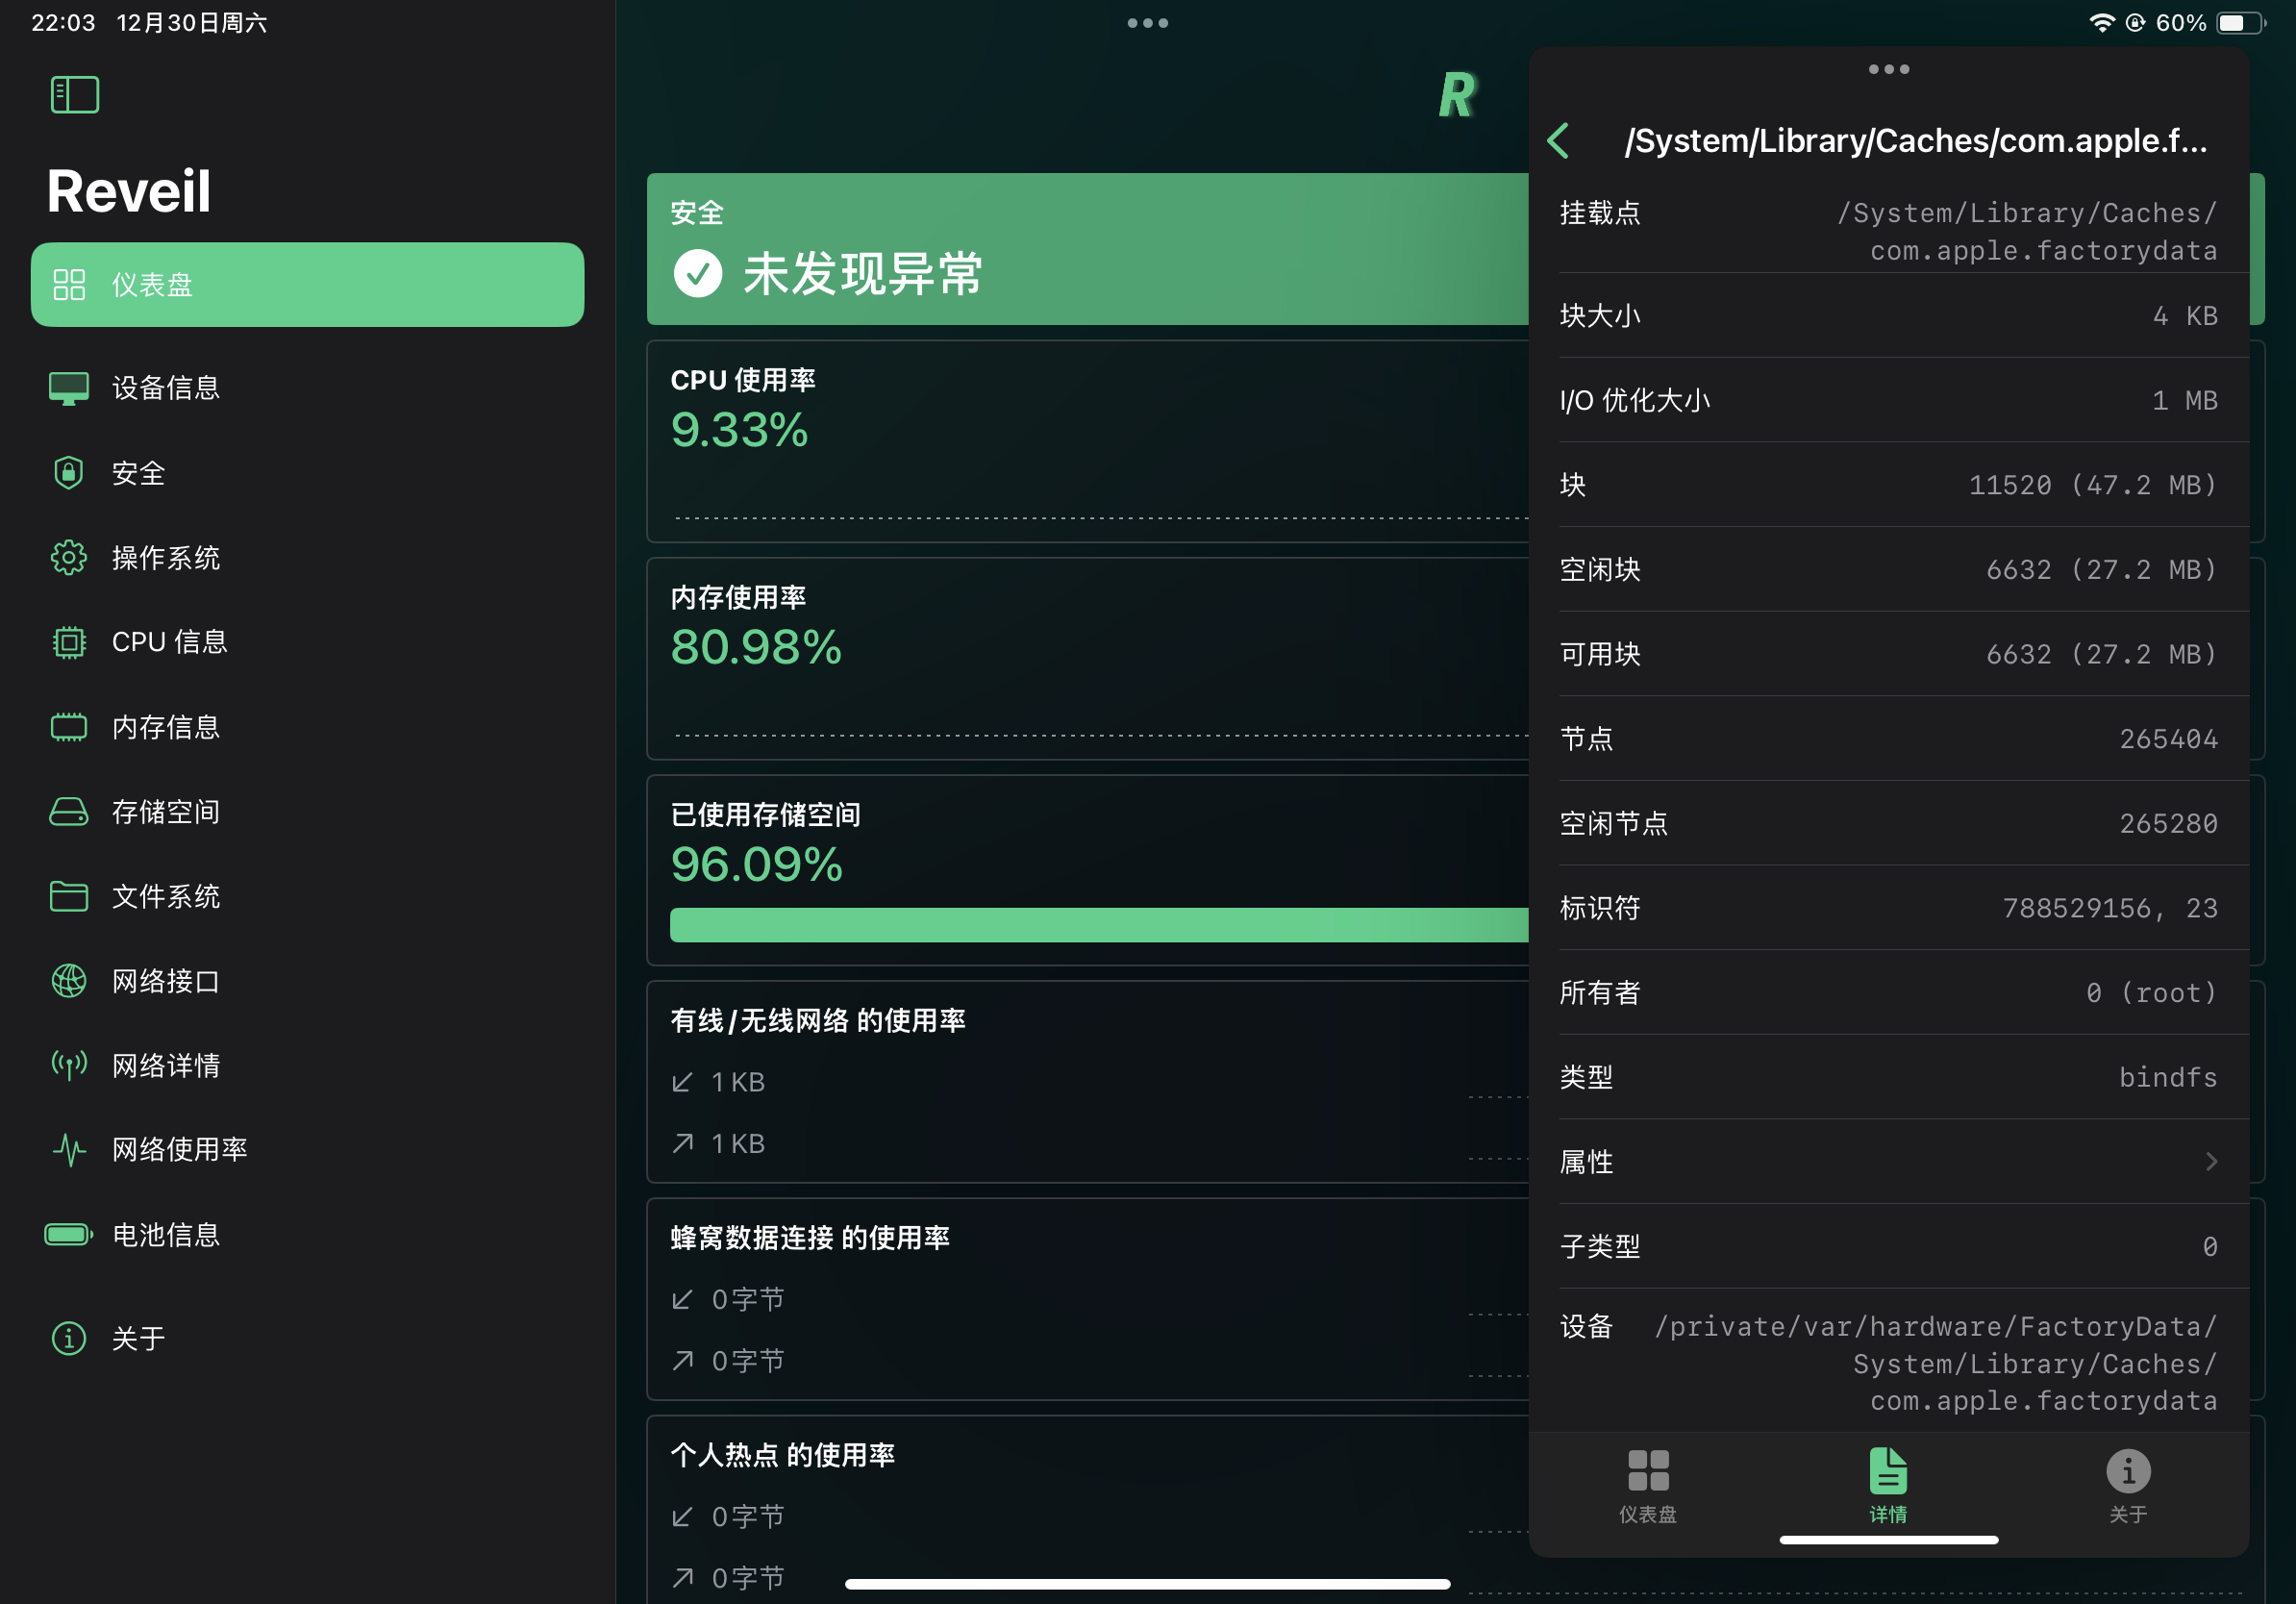 22:03 12月30日周六
60%
Reveil
仪表盘
设备信息
安全
操作系统
CPU 信息
内存信息
存储空间
文件系统
网络接口
网络详情
网络使用率
电池信息
关于
R
安全
未发现异常
CPU 使用率
9.33%
内存使用率
80.98%
已使用存储空间
96.09%
有线/无线网络 的使用率
1 KB
1 KB
蜂窝数据连接 的使用率
0字节
0字节
个人热点 的使用率
0字节
0字节
/System/Library/Caches/com.apple.f...
挂载点 /System/Library/Caches/
com.apple.factorydata
块大小 4 KB
I/O 优化大小 1 MB
块 11520 (47.2 MB)
空闲块 6632 (27.2 MB)
可用块 6632 (27.2 MB)
节点 265404
空闲节点 265280
标识符 788529156, 23
所有者 0 (root)
类型 bindfs
属性
子类型 0
设备 /private/var/hardware/FactoryData/
System/Library/Caches/
com.apple.factorydata
仪表盘 详情 关于